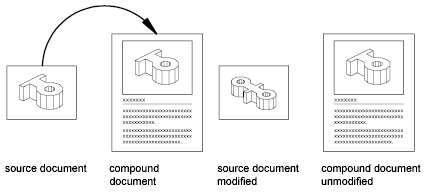 source document
compound
document
source document
modified
compound document
unmodified